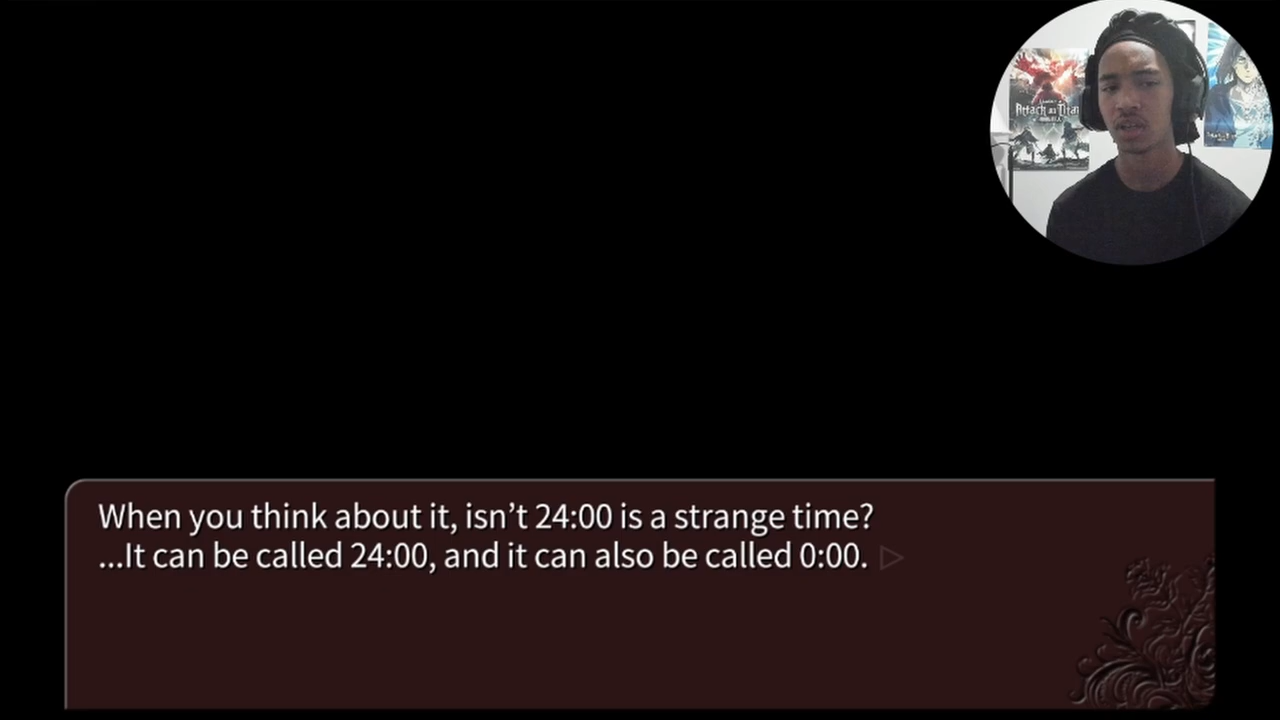 When you think about it, isn’t 24:00 is a strange time?
...It can be called 24:00, and it can also be called 0:00.
Attack on Titan